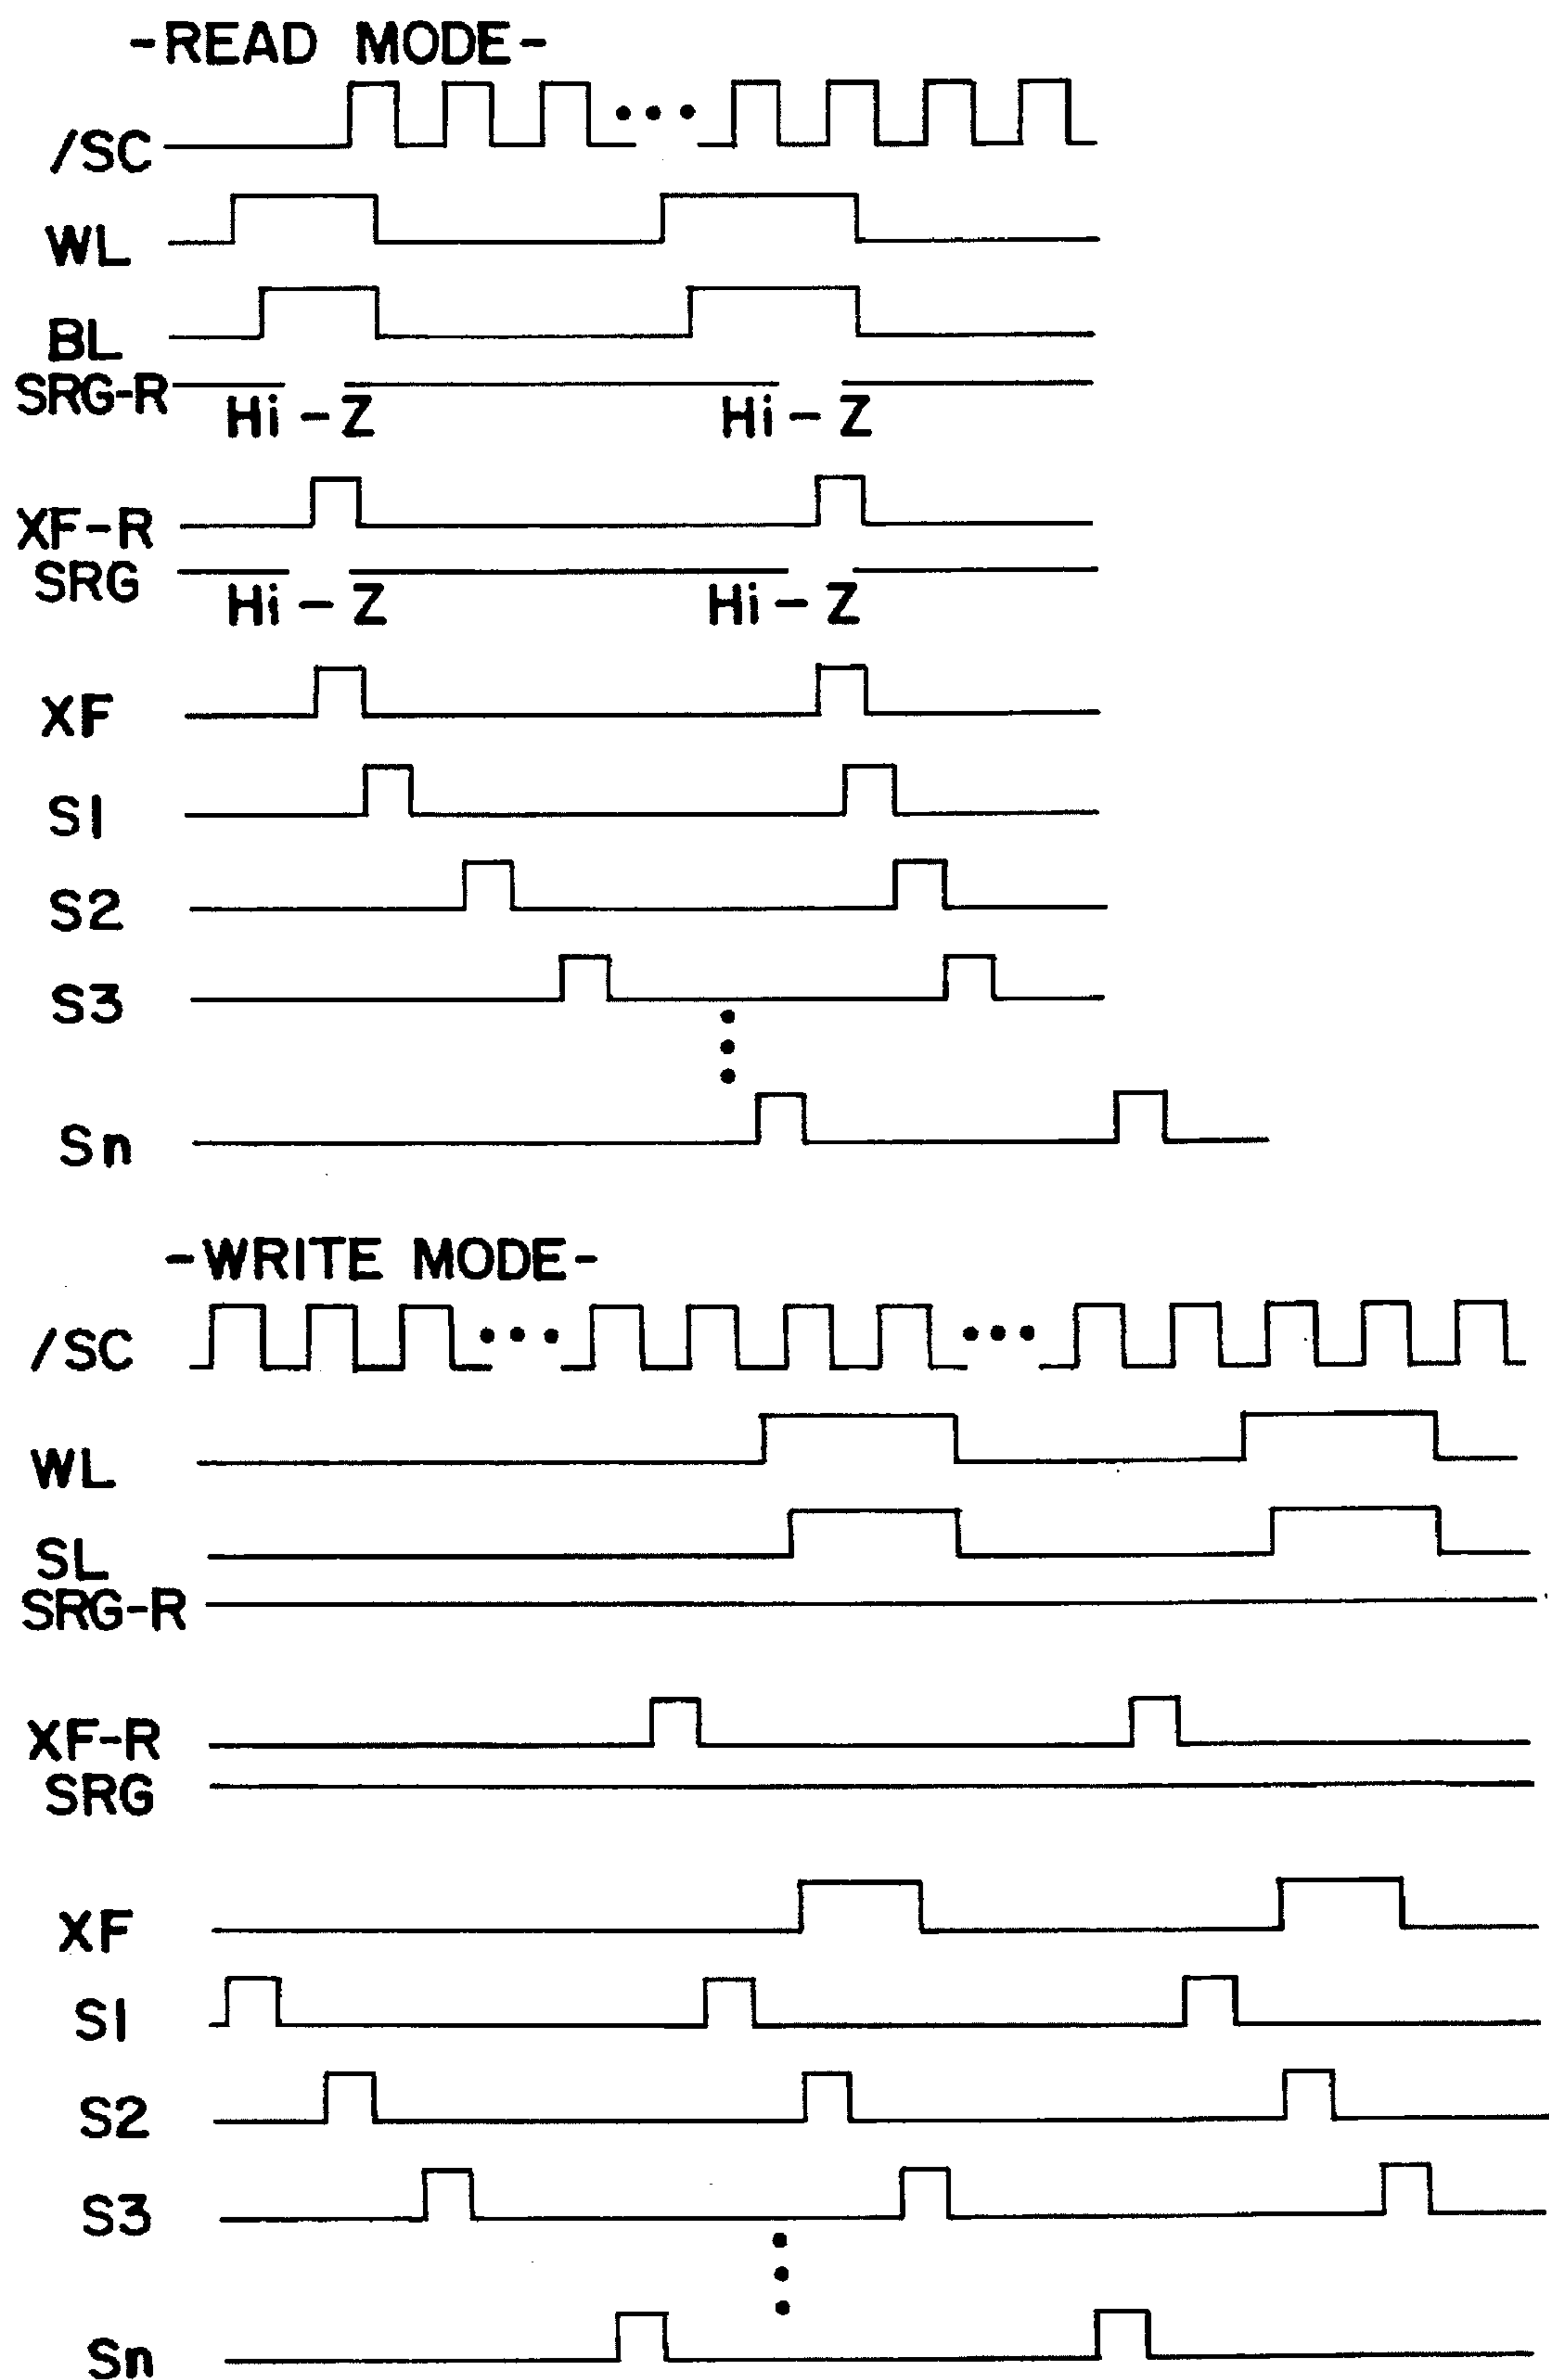 -READ MODE-
/SC
WL
BL
SRG-R
Hi-Z Hi-Z
XF-R
SRG
Hi-Z Hi-Z
XF
S1
S2
S3
Sn
-WRITE MODE-
/SC
WL
SL
SRG-R
XF-R
SRG
XF
S1
S2
S3
Sn